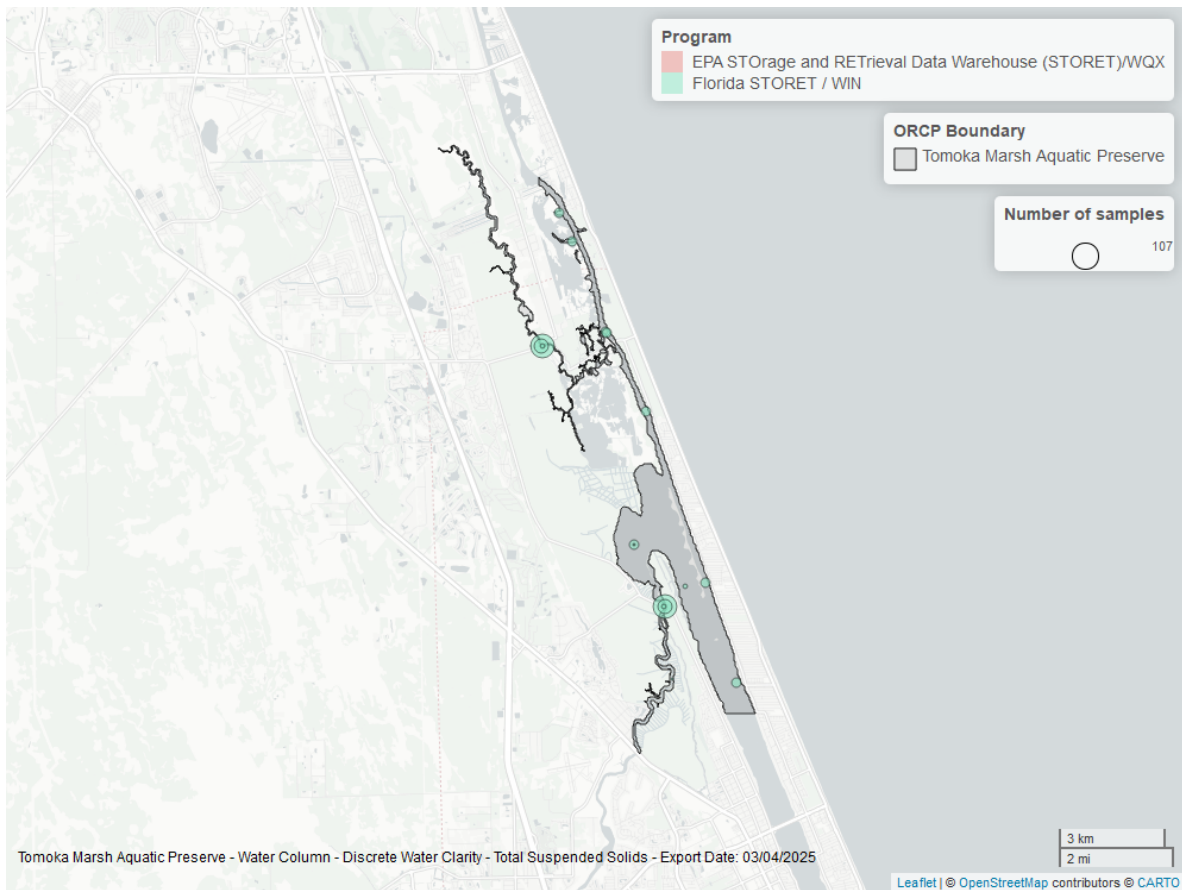 Program
EPA STOrage and RETrieval Data Warehouse (STORET)/WQX
Florida STORET / WIN
ORCP Boundary
Tomoka Marsh Aquatic Preserve
Number of samples
107
3 km
2 mi
Tomoka Marsh Aquatic Preserve - Water Column - Discrete Water Clarity - Total Suspended Solids - Export Date: 03/04/2025
Leaflet | © OpenStreetMap contributors © CARTO